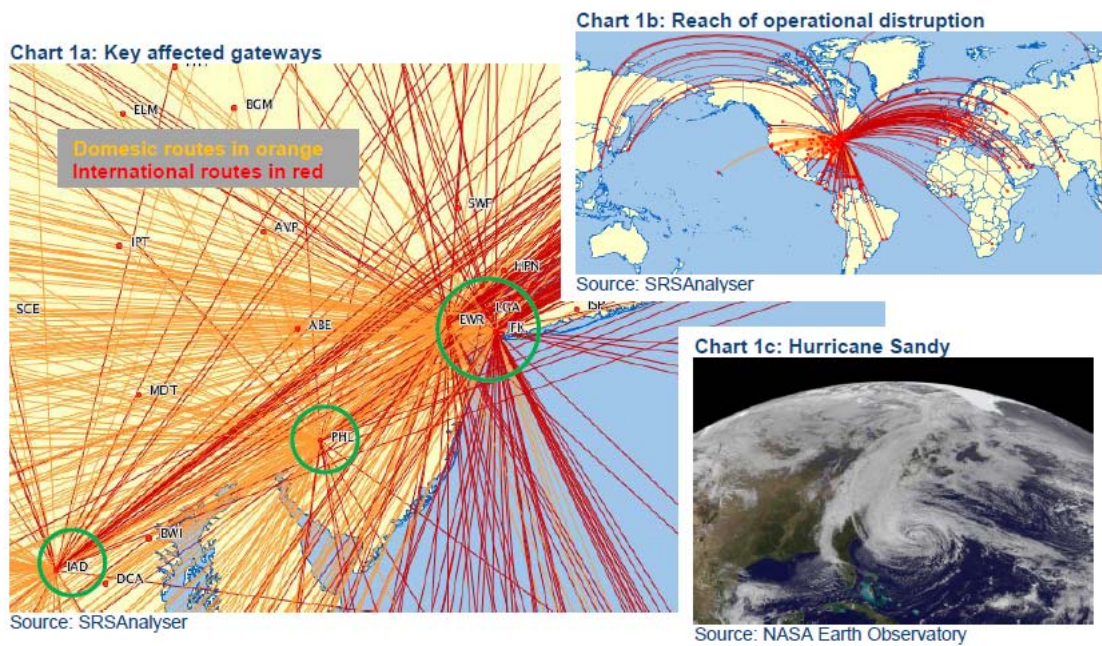 Chart 1b: Reach of operational distruption
Chart 1a: Key affected gateways
ELM
BGM
Domesic routes in orange
International routes in red
SWF
AVP
IPT
HPN
Source: SRSAnalyser
SCE
LGA
ISP
EWR
JFK
ABE
Chart 1c: Hurricane Sandy
MDT
PHL
BWI
IAD
DCA
Source: SRSAnalyser
Source: NASA Earth Observatory